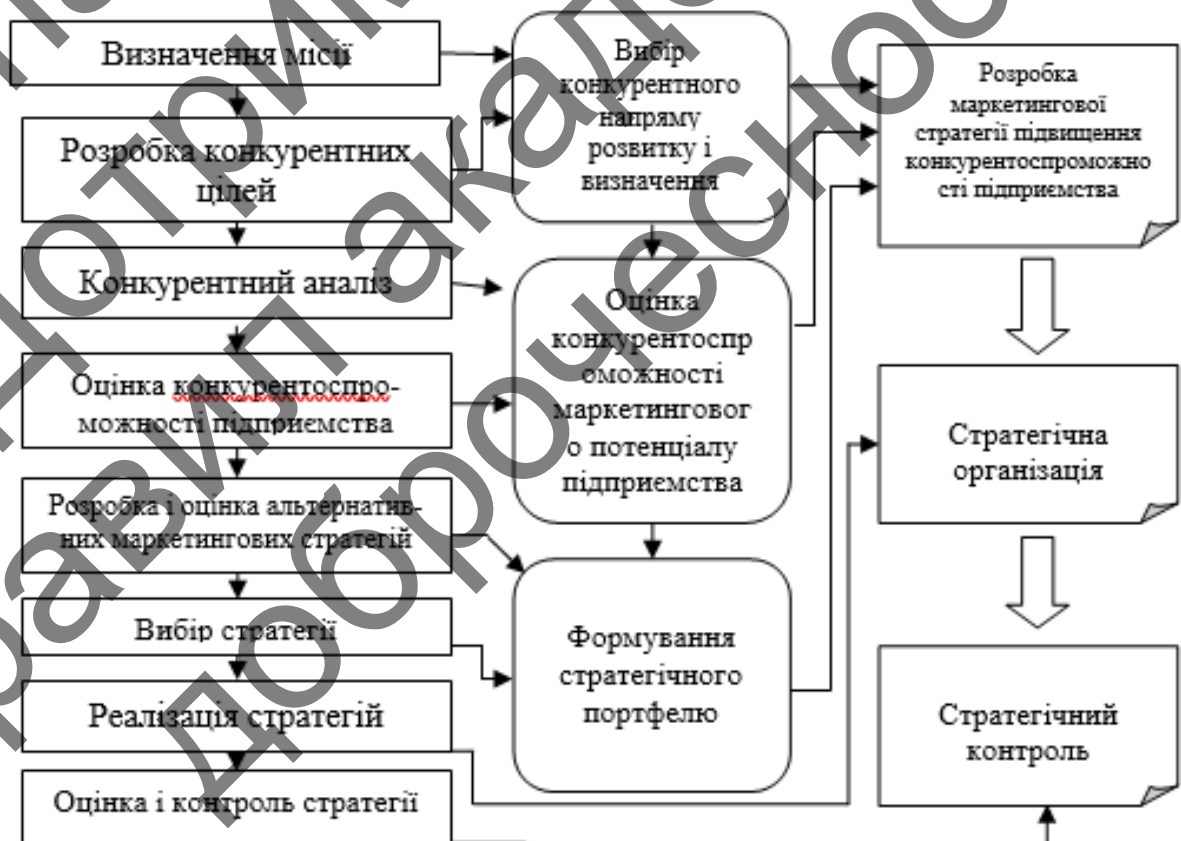 Визначення місії
Розробка конкурентних
цілей
Конкурентний аналіз
Оцінка конкурентоспро-
можності підприємства
Розробка і оцінка альтернатив-
них маркетингових стратегій
Вибір стратегії
Реалізація стратегій
Оцінка і контроль стратегії
Вибір
конкурентного
напряму
розвитку і
визначення
Оцінка
конкурентоспр
оможності
маркетинговог
о потенціалу
підприємства
Формування
стратегічного
портфелю
Розробка
маркетингової
стратегії підвищення
конкурентоспроможно
сті підприємства
Стратегічна
організація
Стратегічний
контроль
правил
доброчеснос